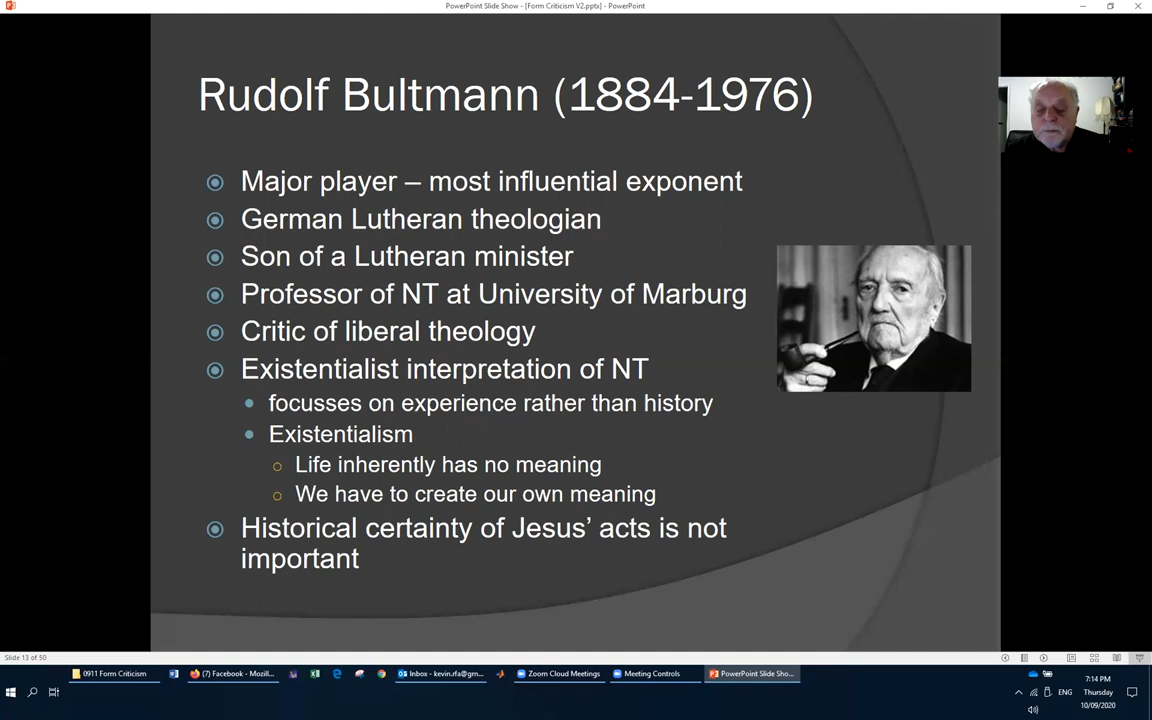 PowerPoint Slide Show - [Form Criticism V2.pptx] - PowerPoint
Rudolf Bultmann (1884-1976)
Major player – most influential exponent
German Lutheran theologian
Son of a Lutheran minister
Professor of NT at University of Marburg
Critic of liberal theology
Existentialist interpretation of NT
focusses on experience rather than history
Existentialism
Life inherently has no meaning
We have to create our own meaning
Historical certainty of Jesus’ acts is not
important
Slide 13 of 50
0911 Form Criticism
(7) Facebook - Mozill...
Inbox - kevin.rfa@gm...
Zoom Cloud Meetings
Meeting Controls
PowerPoint Slide Sho...
ENG
7:14 PM
Thursday
10/09/2020